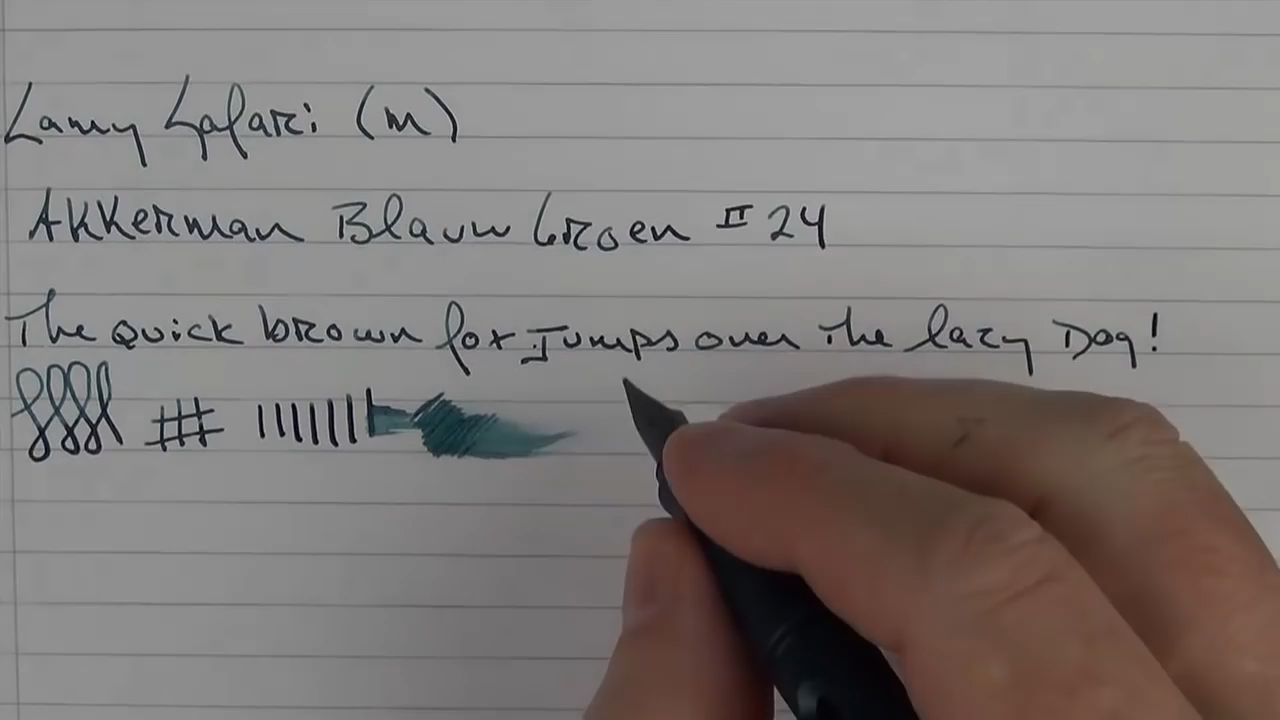 Lamy Safari (M)
AKKerman Blauw Groen #24
The quick brown fox Jumps over The lazy Dog!